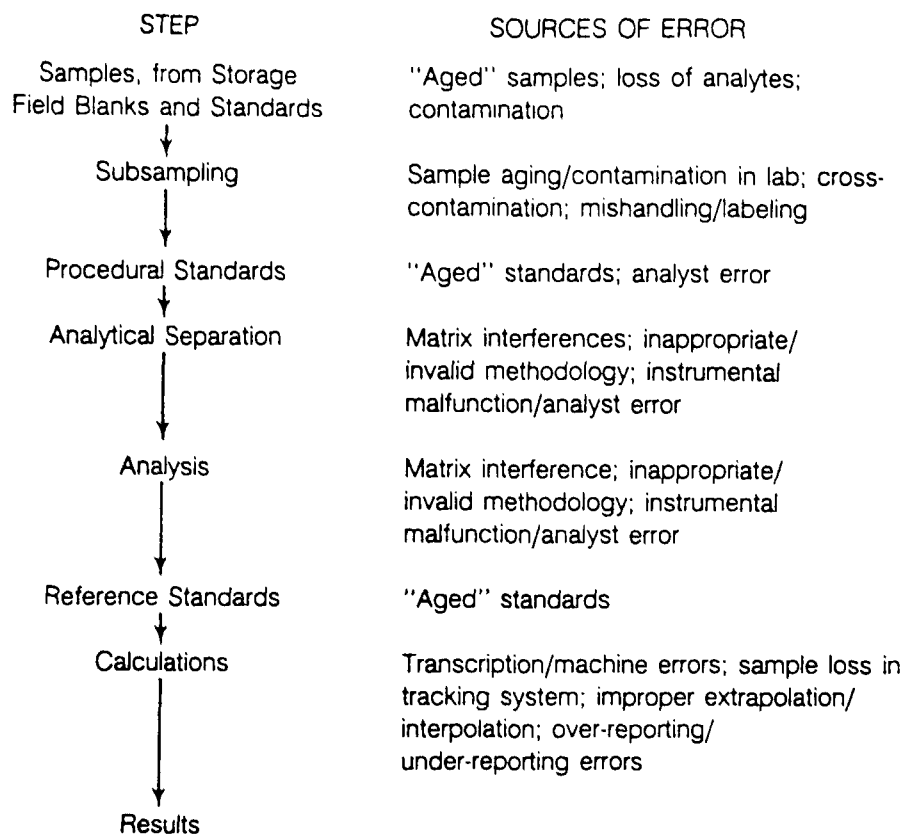 STEP SOURCES OF ERROR
Samples, from Storage "Aged" samples; loss of analytes;
Field Blanks and Standards contamination
Subsampling Sample aging/contamination in lab; cross-
contamination; mishandling/labeling
Procedural Standards "Aged" standards; analyst error
Analytical Separation Matrix interferences; inappropriate/
invalid methodology; instrumental
malfunction/analyst error
Analysis Matrix interference; inappropriate/
invalid methodology; instrumental
malfunction/analyst error
Reference Standards "Aged" standards
Calculations Transcription/machine errors; sample loss in
tracking system; improper extrapolation/
interpolation; over-reporting/
under-reporting errors
Results